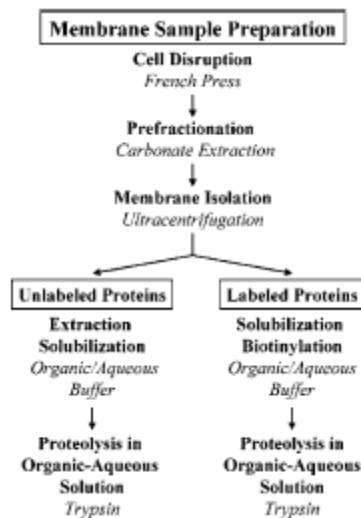 Membrane Sample Preparation
Cell Disruption
French Press
Prefractionation
Carbonate Extraction
Membrane Isolation
Ultracentrifugation
Unlabeled Proteins
Extraction
Solubilization
Organic/Aqueous
Buffer
Proteolysis in
Organic-Aqueous
Solution
Trypsin
Labeled Proteins
Solubilization
Biotinylation
Organic/Aqueous
Buffer
Proteolysis in
Organic-Aqueous
Solution
Trypsin